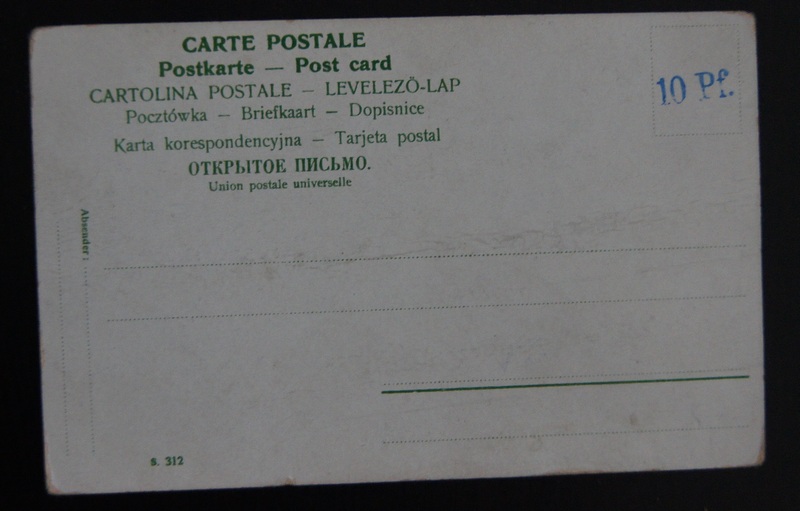 CARTE POSTALE
Postkarte — Post card
CARTOLINA POSTALE – LEVELEZŐ-LAP
Pocztówka – Briefkaart – Dopisnice
Karta korespondencyjna – Tarjeta postal
ОТКРЫТОЕ ПИСЬМО.
Union postale universelle
10 Pf.
Absender:
S. 312